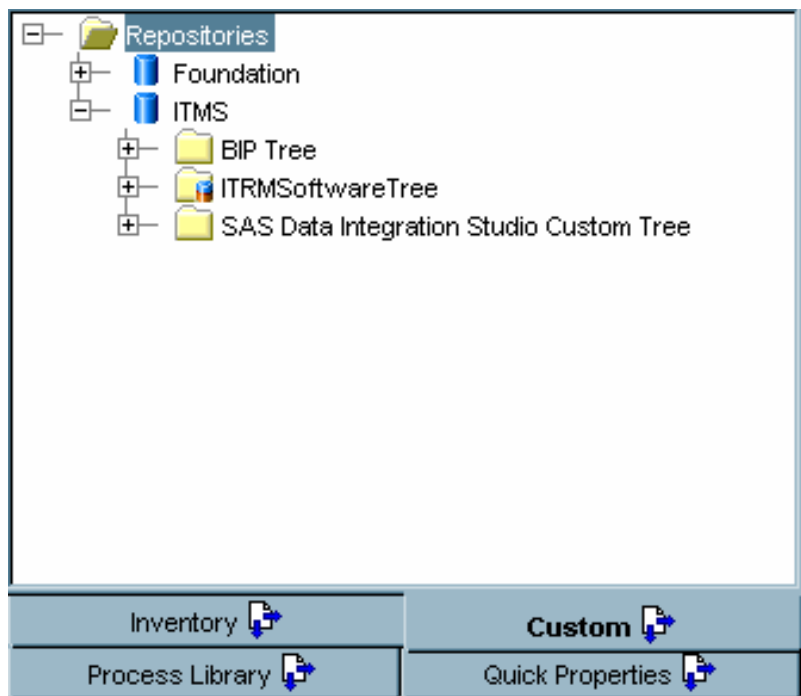 Repositories
Foundation
ITMS
BIP Tree
ITRMSoftwareTree
SAS Data Integration Studio Custom Tree
Inventory
Custom
Process Library
Quick Properties